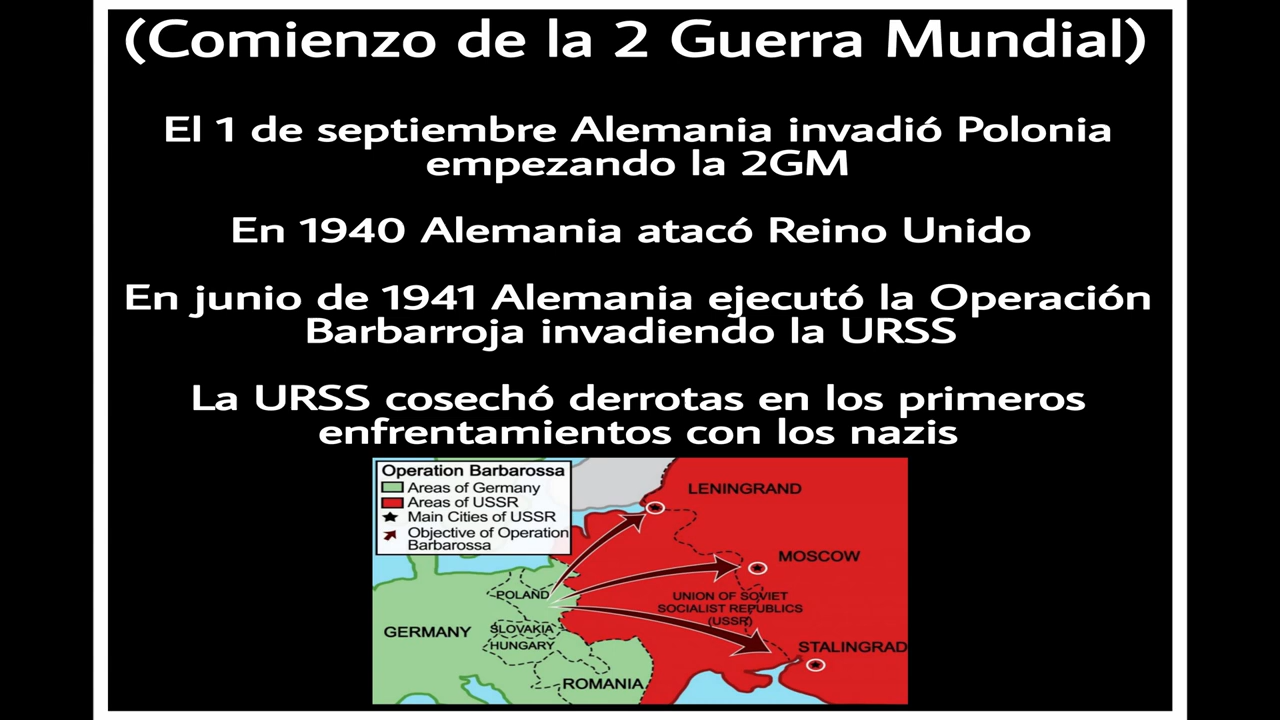 (Comienzo de la 2 Guerra Mundial)
El 1 de septiembre Alemania invadió Polonia
empezando la 2GM
En 1940 Alemania atacó Reino Unido
En junio de 1941 Alemania ejecutó la Operación
Barbarroja invadiendo la URSS
La URSS cosechó derrotas en los primeros
enfrentamientos con los nazis
Operation Barbarossa
Areas of Germany
Areas of USSR
Main Cities of USSR
Objective of Operation
Barbarossa
LENINGRAND
MOSCOW
POLAND
UNION OF SOVIET
SOCIALIST REPUBLICS
(USSR)
GERMANY
SLOVAKIA
HUNGARY
STALINGRAD
ROMANIA